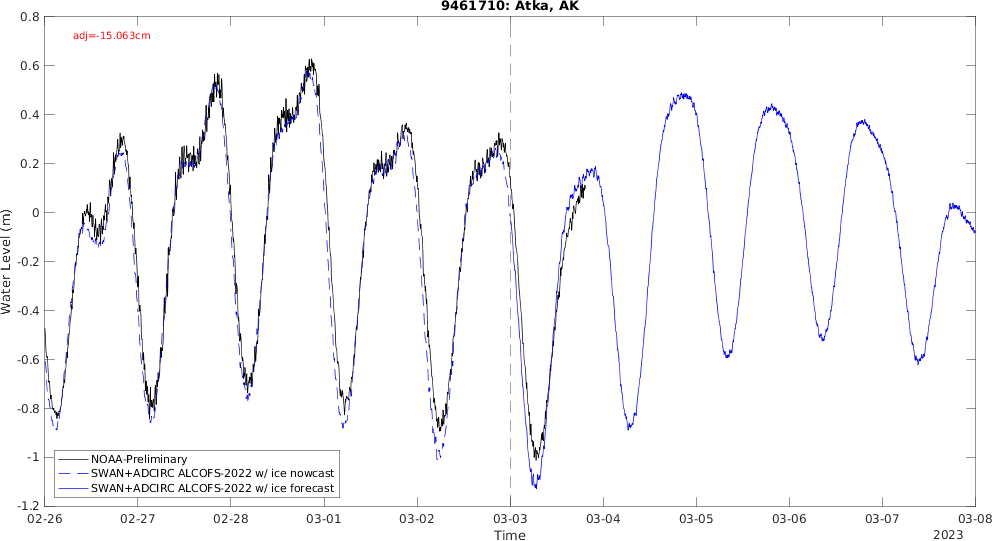 9461710: Atka, AK
adj=-15.063cm
0.8
0.6
0.4
0.2
0
-0.2
-0.4
-0.6
-0.8
-1
-1.2
Water Level (m)
NOAA-Preliminary
SWAN+ADCIRC ALCOFS-2022 w/ ice nowcast
SWAN+ADCIRC ALCOFS-2022 w/ ice forecast
02-26 02-27 02-28 03-01 03-02 03-03 03-04 03-05 03-06 03-07 03-08
Time
2023